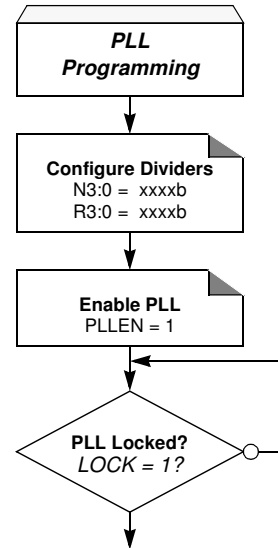 PLL
Programming
Configure Dividers
N3:0 = xxxxb
R3:0 = xxxxb
Enable PLL
PLLEN = 1
PLL Locked?
LOCK = 1?